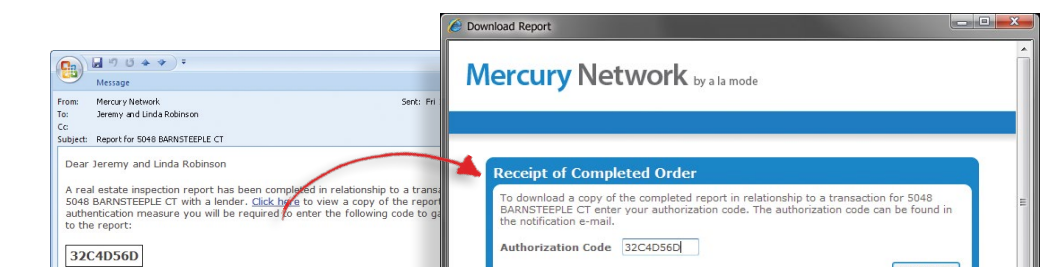 Message
From: Mercury Network Sent: Fri
To: Jeremy and Linda Robinson
Cc:
Subject: Report for 5048 BARNSTEEPLE CT
Dear Jeremy and Linda Robinson
A real estate inspection report has been completed in relationship to a transa
5048 BARNSTEEPLE CT with a lender. Click here to view a copy of the report
authentication measure you will be required to enter the following code to ga
to the report:
32C4D56D
Download Report
Mercury Network by a la mode
Receipt of Completed Order
To download a copy of the completed report in relationship to a transaction for 5048
BARNSTEEPLE CT enter your authorization code. The authorization code can be found in
the notification e-mail.
Authorization Code 32C4D56D